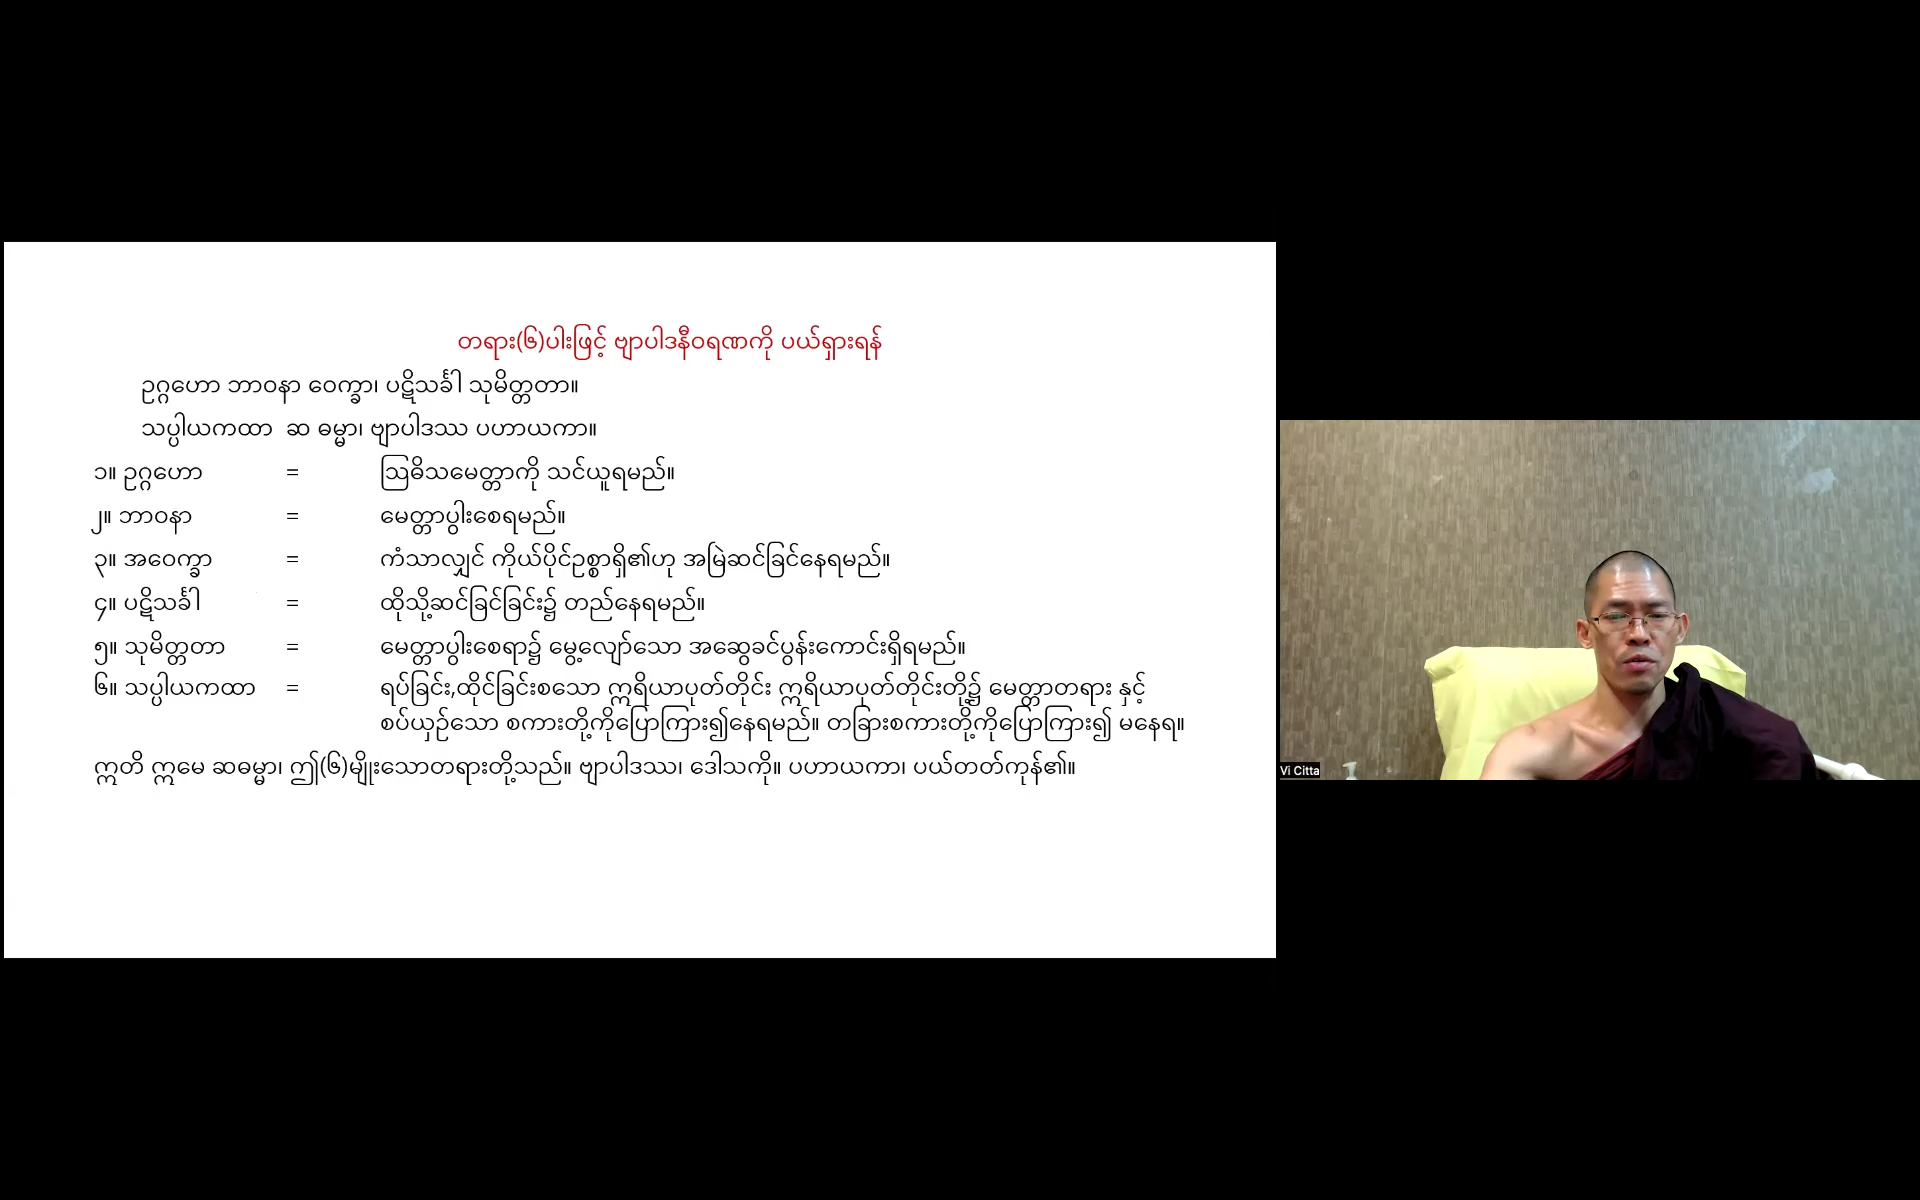 တရား(၆)ပါးဖြင့် ဗျာပါဒနီဝရဏကို ပယ်ရှားရန်
ဥဂ္ဂဟော ဘာဝနာ ဝေက္ခာ၊ ပဋိသင်္ခါ သုမိတ္တတာ။
သပ္ပါယကထာ ဆ ဓမ္မာ၊ ဗျာပါဒဿ ပဟာယကာ။
၁။ ဥဂ္ဂဟော = ဩဓိသမေတ္တာကို သင်ယူရမည်။
၂။ ဘာဝနာ = မေတ္တာပွါးစေရမည်။
၃။ အဝေက္ခာ = ကံသာလျှင် ကိုယ်ပိုင်ဥစ္စာရှိ၏ဟု အမြဲဆင်ခြင်နေရမည်။
၄။ ပဋိသင်္ခါ = ထိုသို့ဆင်ခြင်ခြင်း၌ တည်နေရမည်။
၅။ သုမိတ္တတာ = မေတ္တာပွါးစေရာ၌ မွေ့လျော်သော အဆွေခင်ပွန်းကောင်းရှိရမည်။
၆။ သပ္ပါယကထာ = ရပ်ခြင်း,ထိုင်ခြင်းစသော ဣရိယာပုတ်တိုင်း ဣရိယာပုတ်တိုင်းတို့၌ မေတ္တာတရား နှင့်
စပ်ယှဉ်သော စကားတို့ကိုပြောကြား၍နေရမည်။ တခြားစကားတို့ကိုပြောကြား၍ မနေရ။
ဣတိ ဣမေ ဆဓမ္မာ၊ ဤ(၆)မျိုးသောတရားတို့သည်။ ဗျာပါဒဿ၊ ဒေါသကို။ ပဟာယကာ၊ ပယ်တတ်ကုန်၏။
Vi Citta